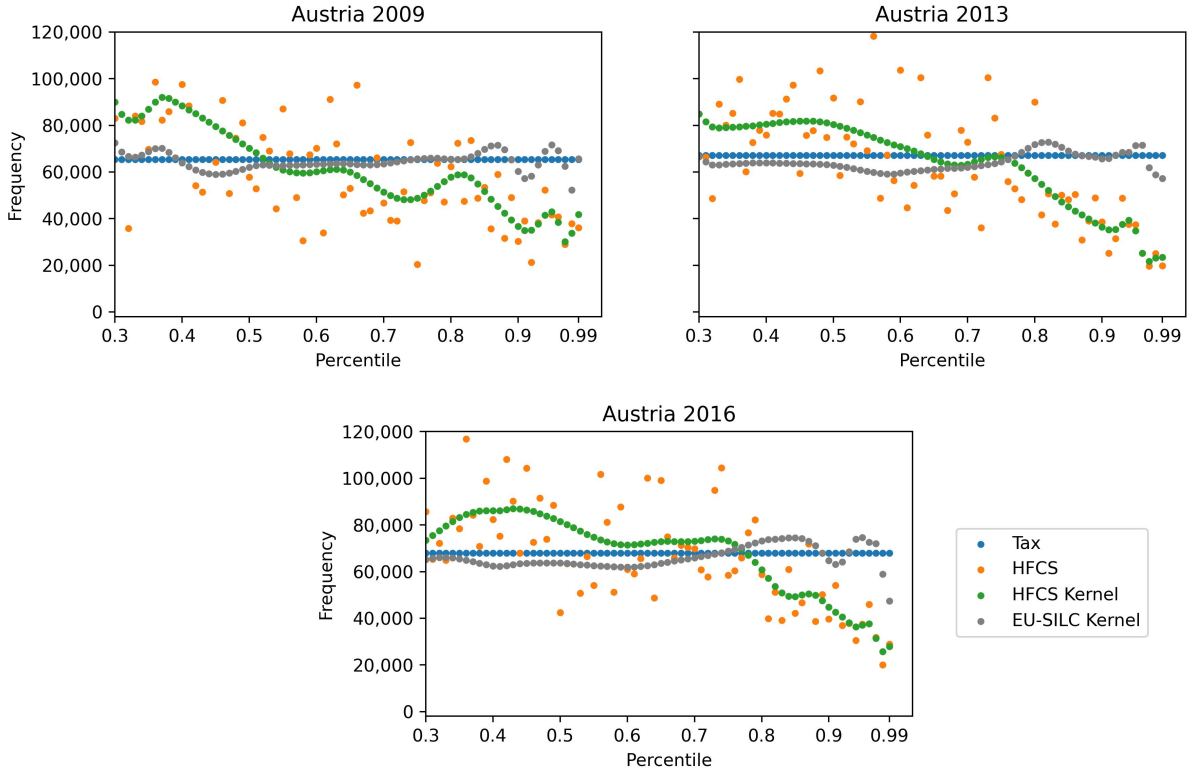 Austria 2009
120,000
100,000
80,000
60,000
40,000
20,000
0
Frequency
0.3 0.4 0.5 0.6 0.7 0.8 0.9 0.99
Percentile
Austria 2013
0.3 0.4 0.5 0.6 0.7 0.8 0.9 0.99
Percentile
Austria 2016
120,000
100,000
80,000
60,000
40,000
20,000
0
Frequency
0.3 0.4 0.5 0.6 0.7 0.8 0.9 0.99
Percentile
Tax
HFCS
HFCS Kernel
EU-SILC Kernel